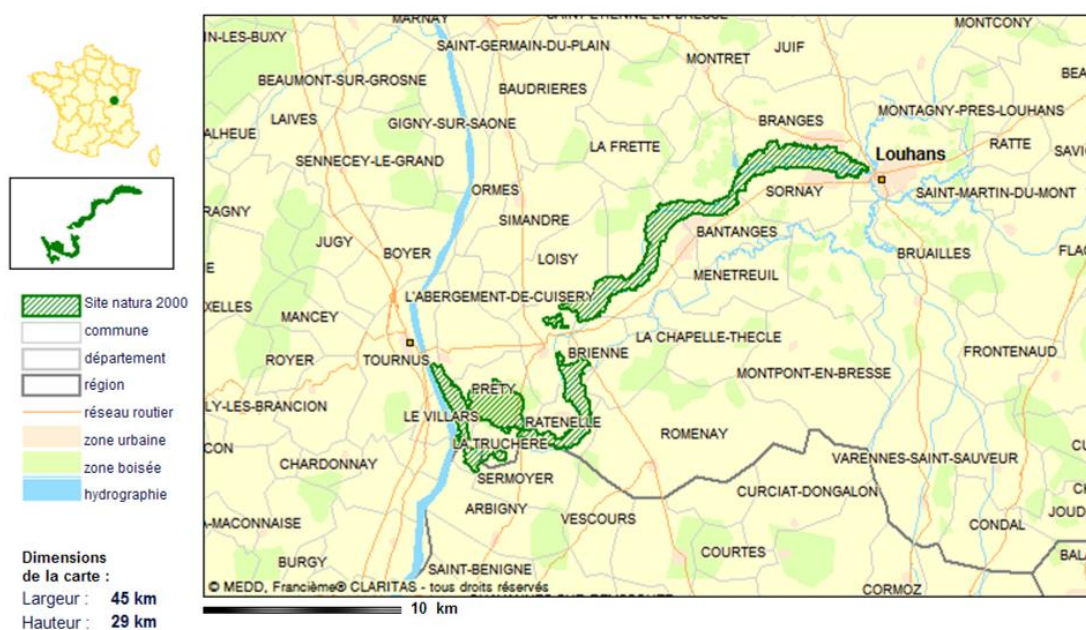 MARNAY
SAINT-ETIENNE-EN-BRESSE
MONTCONY
IN-LES-BUXY
SAINT-GERMAIN-DU-PLAIN
JUIF
MONTRET
BEA
BEAUMONT-SUR-GROSNE
BAUDRIERES
MONTAGNY-PRES-LOUHANS
LAIVES
GIGNY-SUR-SAONE
BRANGES
ALHEUE
LA FRETTE
RATTE
SENNECEY-LE-GRAND
Louhans
SAVIG
ORMES
SORNAY
SAINT-MARTIN-DU-MONT
RAGNY
SIMANDRE
BANTANGES
JUGY
BOYER
LOISY
BRUAILLES
FLAC
MENETREUIL
XELLES
L'ABERGEMENT-DE-CUISERY
MANCEY
LA CHAPELLE-THECLE
ROYER
TOURNUS
BRIENNE
FRONTENAUD
MONTPONT-EN-BRESSE
PRÉTY
LY-LES-BRANCION
LE VILLARS
RATENELLE
CON
LA TRUCHERE
ROMENAY
CHARDONNAY
SERMOYER
VARENNES-SAINT-SAUVEUR
CU
CURCIAT-DONGALON
ARBIGNY
VESCOURS
A-MACONNAISE
CONDAL
JOUD
COURTES
BURGY
SAINT-BENIGNE
BALA
CORMOZ
© MEDD, Francième® CLARITAS - tous droits réservés
10 km
Site natura 2000
commune
département
région
réseau routier
zone urbaine
zone boisée
hydrographie
Dimensions
de la carte :
Largeur : 45 km
Hauteur : 29 km